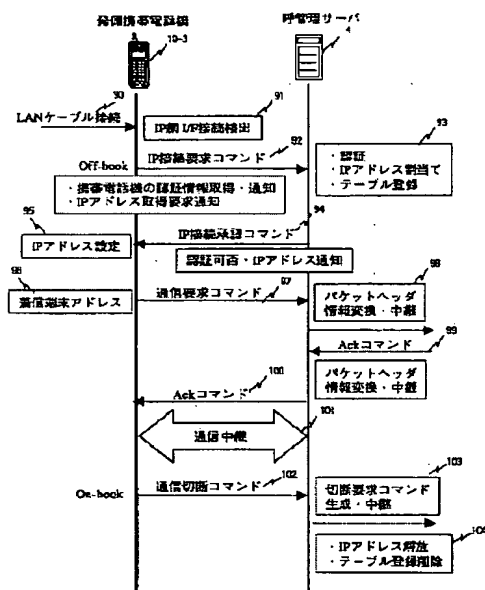 発側携帯電話機
10-3
呼管理サーバ
4
90
LANケーブル接続
91
IP網 I/F接続検出
92
IP接続要求コマンド
Off-hook
93
・認証
・IPアドレス割当て
・テーブル登録
・携帯電話機の認証情報取得・通知
・IPアドレス取得要求通知
94
IP接続承認コマンド
95
IPアドレス設定
認証可否・IPアドレス通知
96
着信端末アドレス
97
通信要求コマンド
98
パケットヘッダ
情報変換・中継
99
Ackコマンド
パケットヘッダ
情報変換・中継
100
Ackコマンド
101
通信中継
102
通信切断コマンド
On-hook
103
切断要求コマンド
生成・中継
・IPアドレス解放
・テーブル登録削除